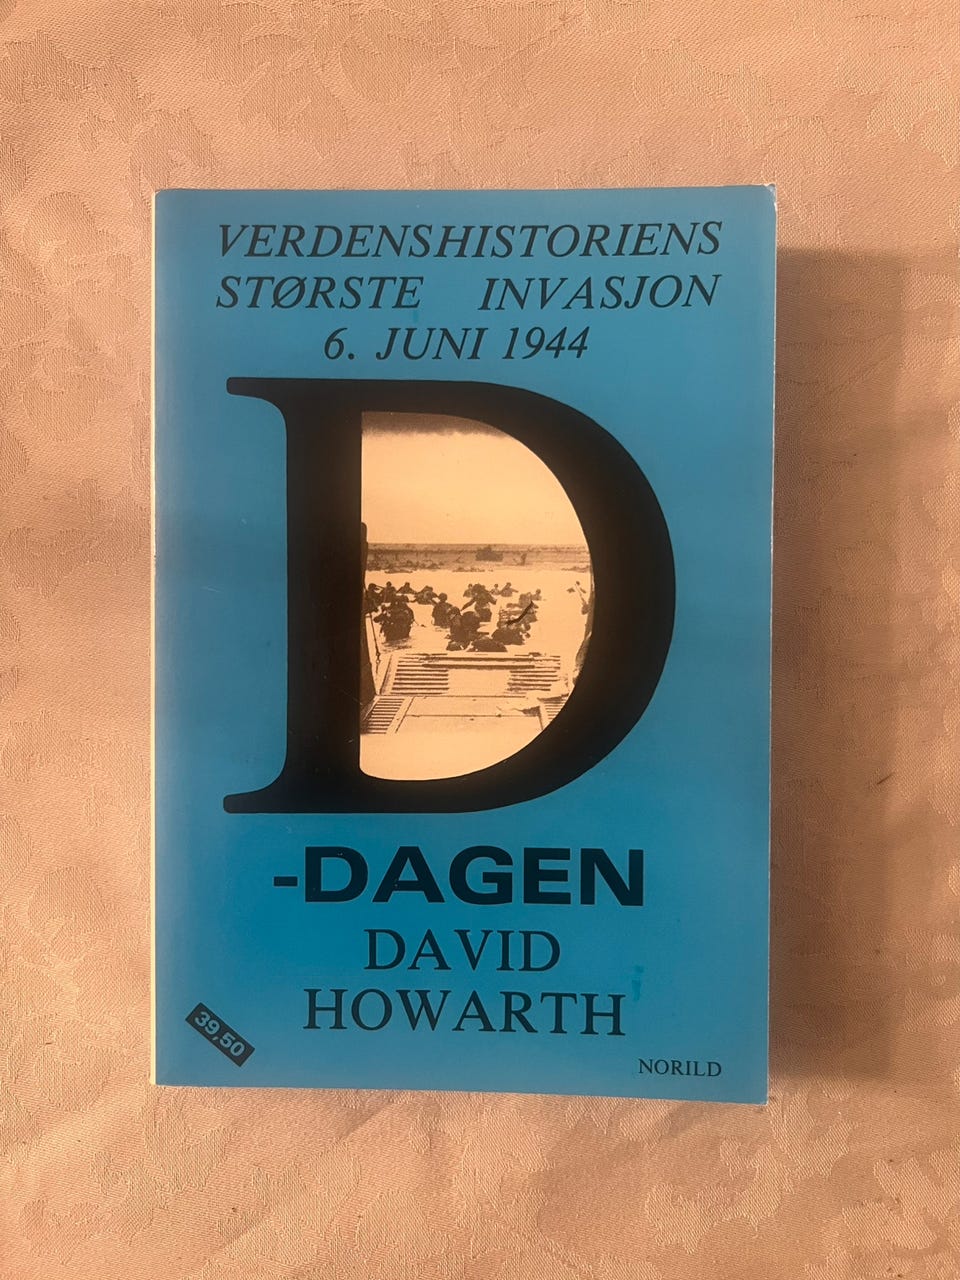 VERDENSHISTORIENS
STØRSTE INVASJON
6. JUNI 1944
D
-DAGEN
DAVID
HOWARTH
39,50
NORILD